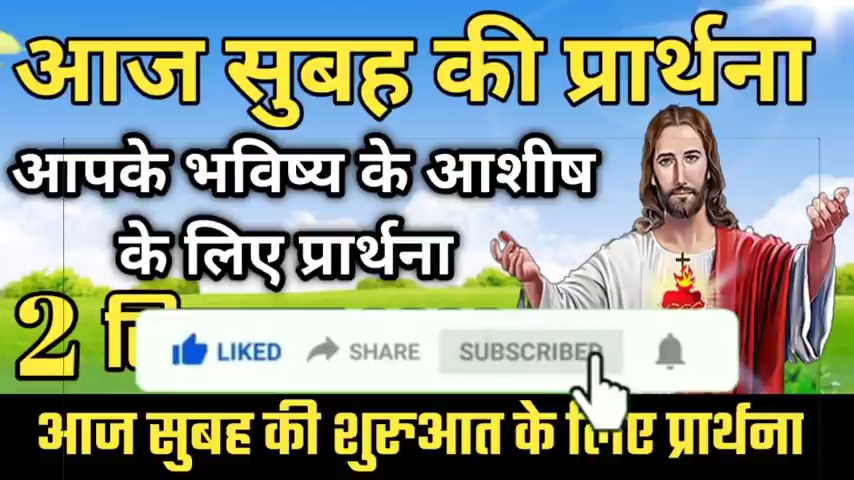 आज सुबह की प्रार्थना
आपके भविष्य के आशीष
के लिए प्रार्थना
2
LIKED SHARE SUBSCRIBED
आज सुबह की शुरुआत के लिए प्रार्थना